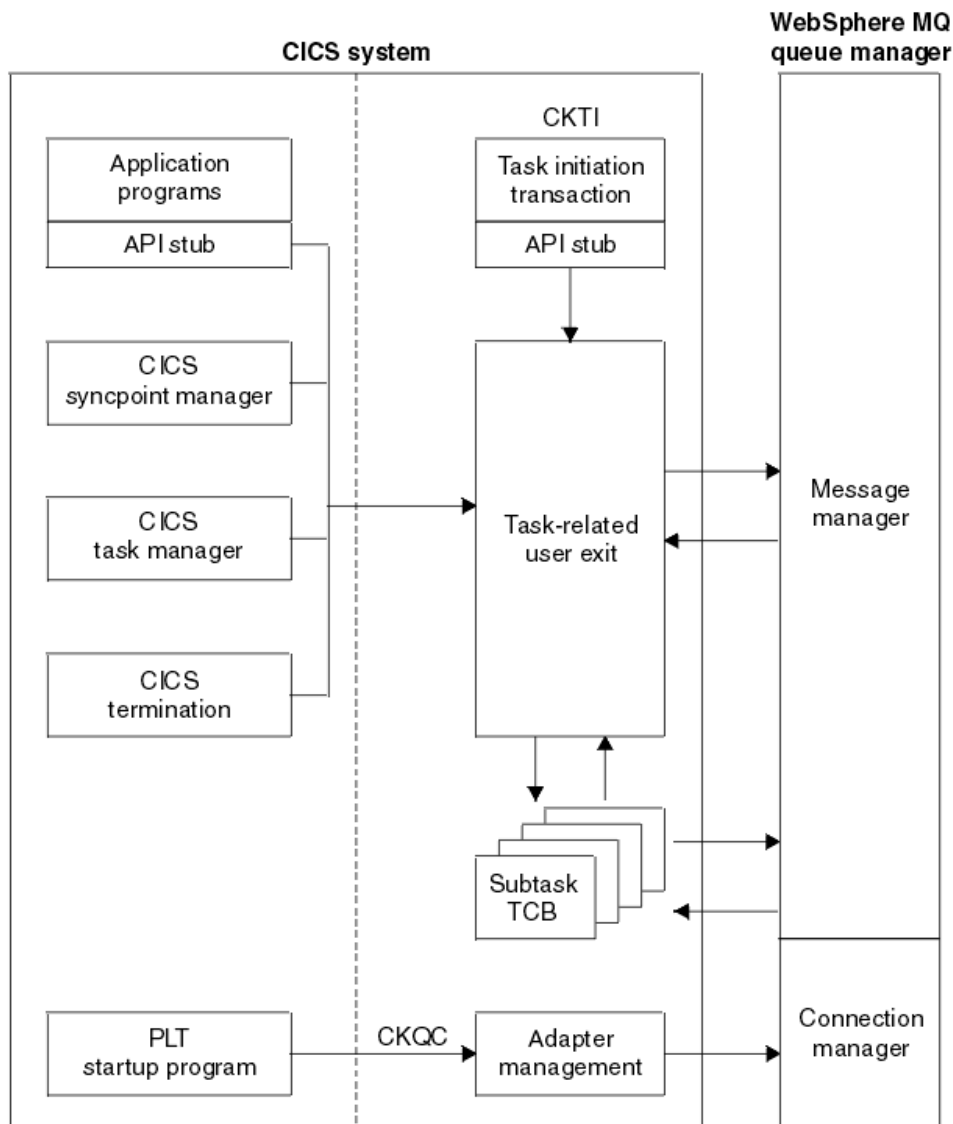 WebSphere MQ
queue manager
CICS system
CKTI
Application
programs
API stub
Task initiation
transaction
API stub
CICS
syncpoint manager
CICS
task manager
Task-related
user exit
Message
manager
CICS
termination
Subtask
TCB
PLT
startup program
CKQC
Adapter
management
Connection
manager